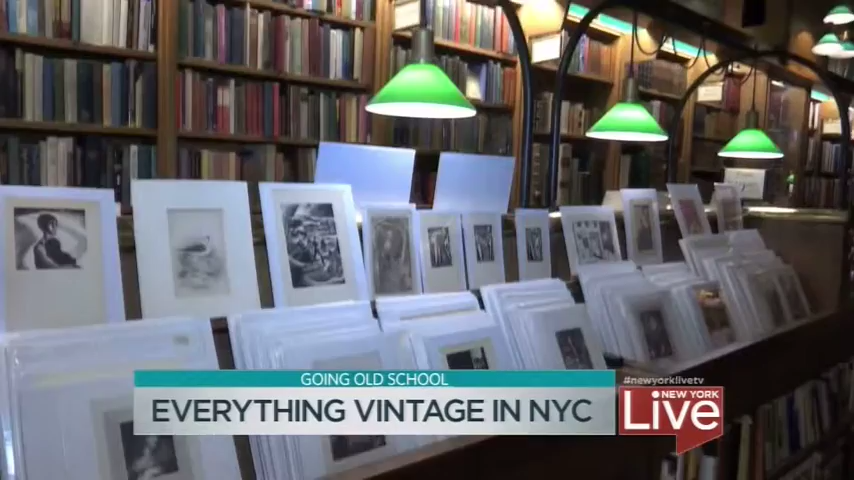 GOING OLD SCHOOL
EVERYTHING VINTAGE IN NYC
#newyorklivetv
NEW YORK
Live